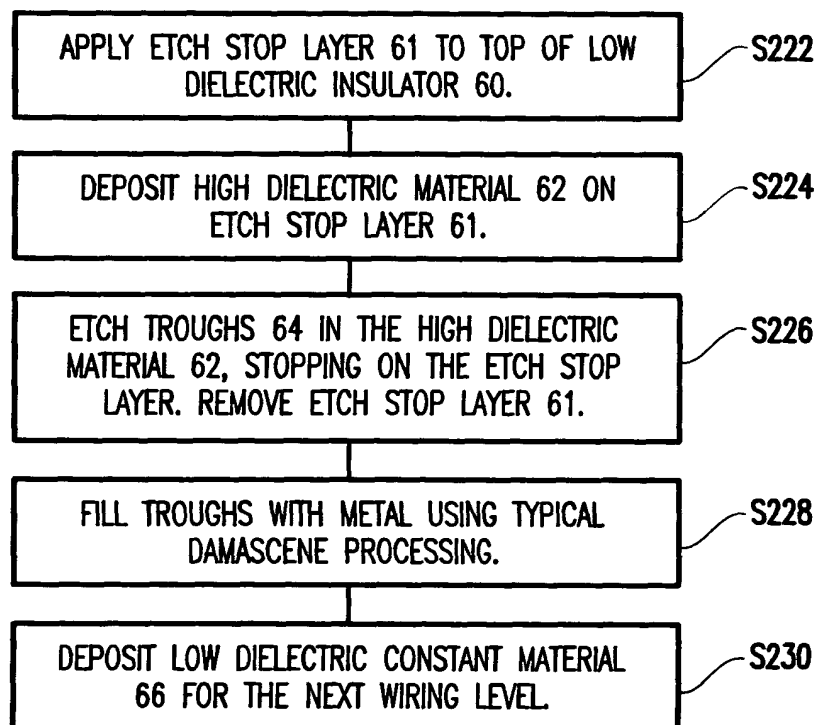 APPLY ETCH STOP LAYER 61 TO TOP OF LOW
DIELECTRIC INSULATOR 60.
S222
DEPOSIT HIGH DIELECTRIC MATERIAL 62 ON
ETCH STOP LAYER 61.
S224
ETCH TROUGHS 64 IN THE HIGH DIELECTRIC
MATERIAL 62, STOPPING ON THE ETCH STOP
LAYER. REMOVE ETCH STOP LAYER 61.
S226
FILL TROUGHS WITH METAL USING TYPICAL
DAMASCENE PROCESSING.
S228
DEPOSIT LOW DIELECTRIC CONSTANT MATERIAL
66 FOR THE NEXT WIRING LEVEL.
S230